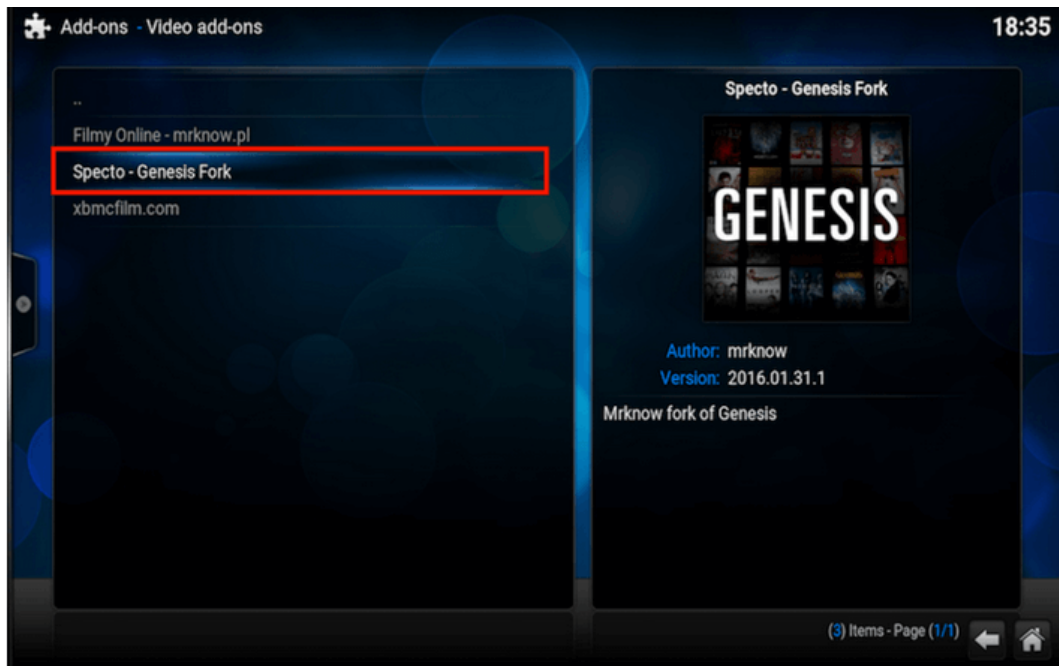 Add-ons - Video add-ons
18:35
..
Filmy Online - mrknow.pl
Specto - Genesis Fork
xbmcfilm.com
Specto - Genesis Fork
GENESIS
Author: mrknow
Version: 2016.01.31.1
Mrknow fork of Genesis
(3) Items - Page (1/1)